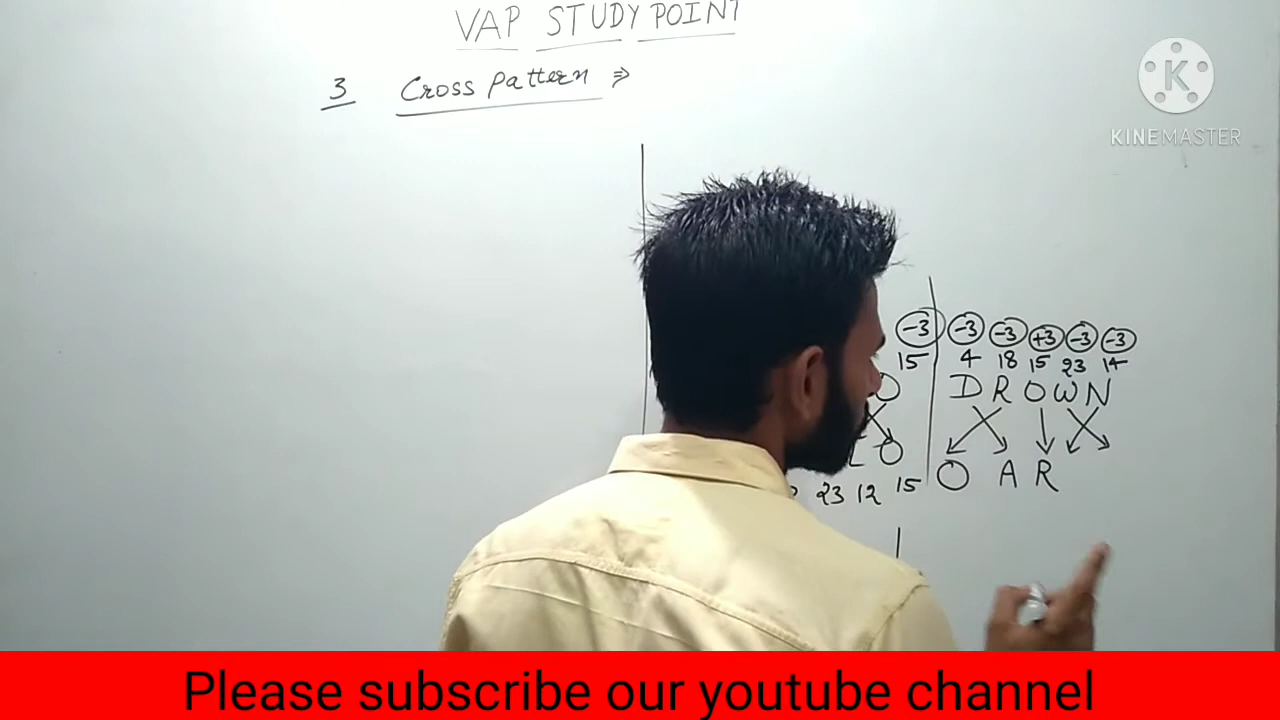 VAP STUDY POINT
3 Cross Pattern ⇒
K
KINEMASTER
-3 -3 -3 +3 -3 -3
15 4 18 15 23 14
O D R O W N
L O O A R
23 12 15
Please subscribe our youtube channel